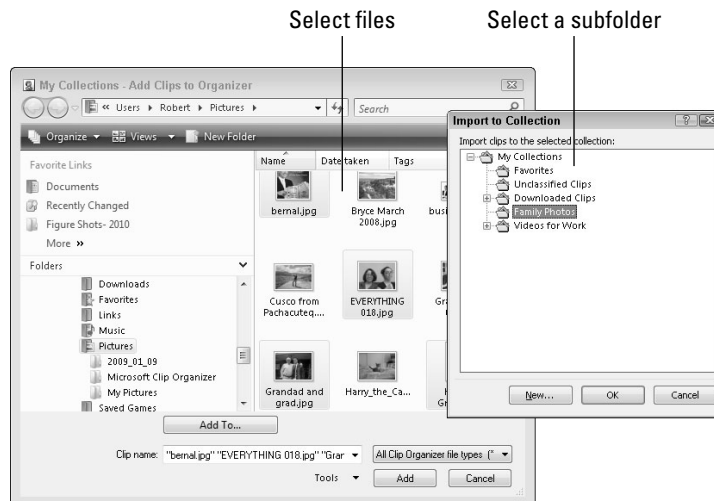 Select files
Select a subfolder
My Collections - Add Clips to Organizer
« Users ▸ Robert ▸ Pictures ▸
Search
Organize ▼ Views ▼ New Folder
Favorite Links
Documents
Recently Changed
Figure Shots- 2010
More »
Folders
Downloads
Favorites
Links
Music
Pictures
2009_01_09
Microsoft Clip Organizer
My Pictures
Saved Games
Name Date taken Tags
bernal.jpg
Bryce March
2008.jpg
Cusco from
Pachacuteq....
EVERYTHING
018.jpg
Grandad and
grad.jpg
Harry_the_Ca...
Add To...
Clip name: "bernal.jpg" "EVERYTHING 018.jpg" "Grar
All Clip Organizer file types (*
Tools ▼ Add Cancel
Import to Collection
Import clips to the selected collection:
My Collections
Favorites
Unclassified Clips
Downloaded Clips
Family Photos
Videos for Work
New... OK Cancel